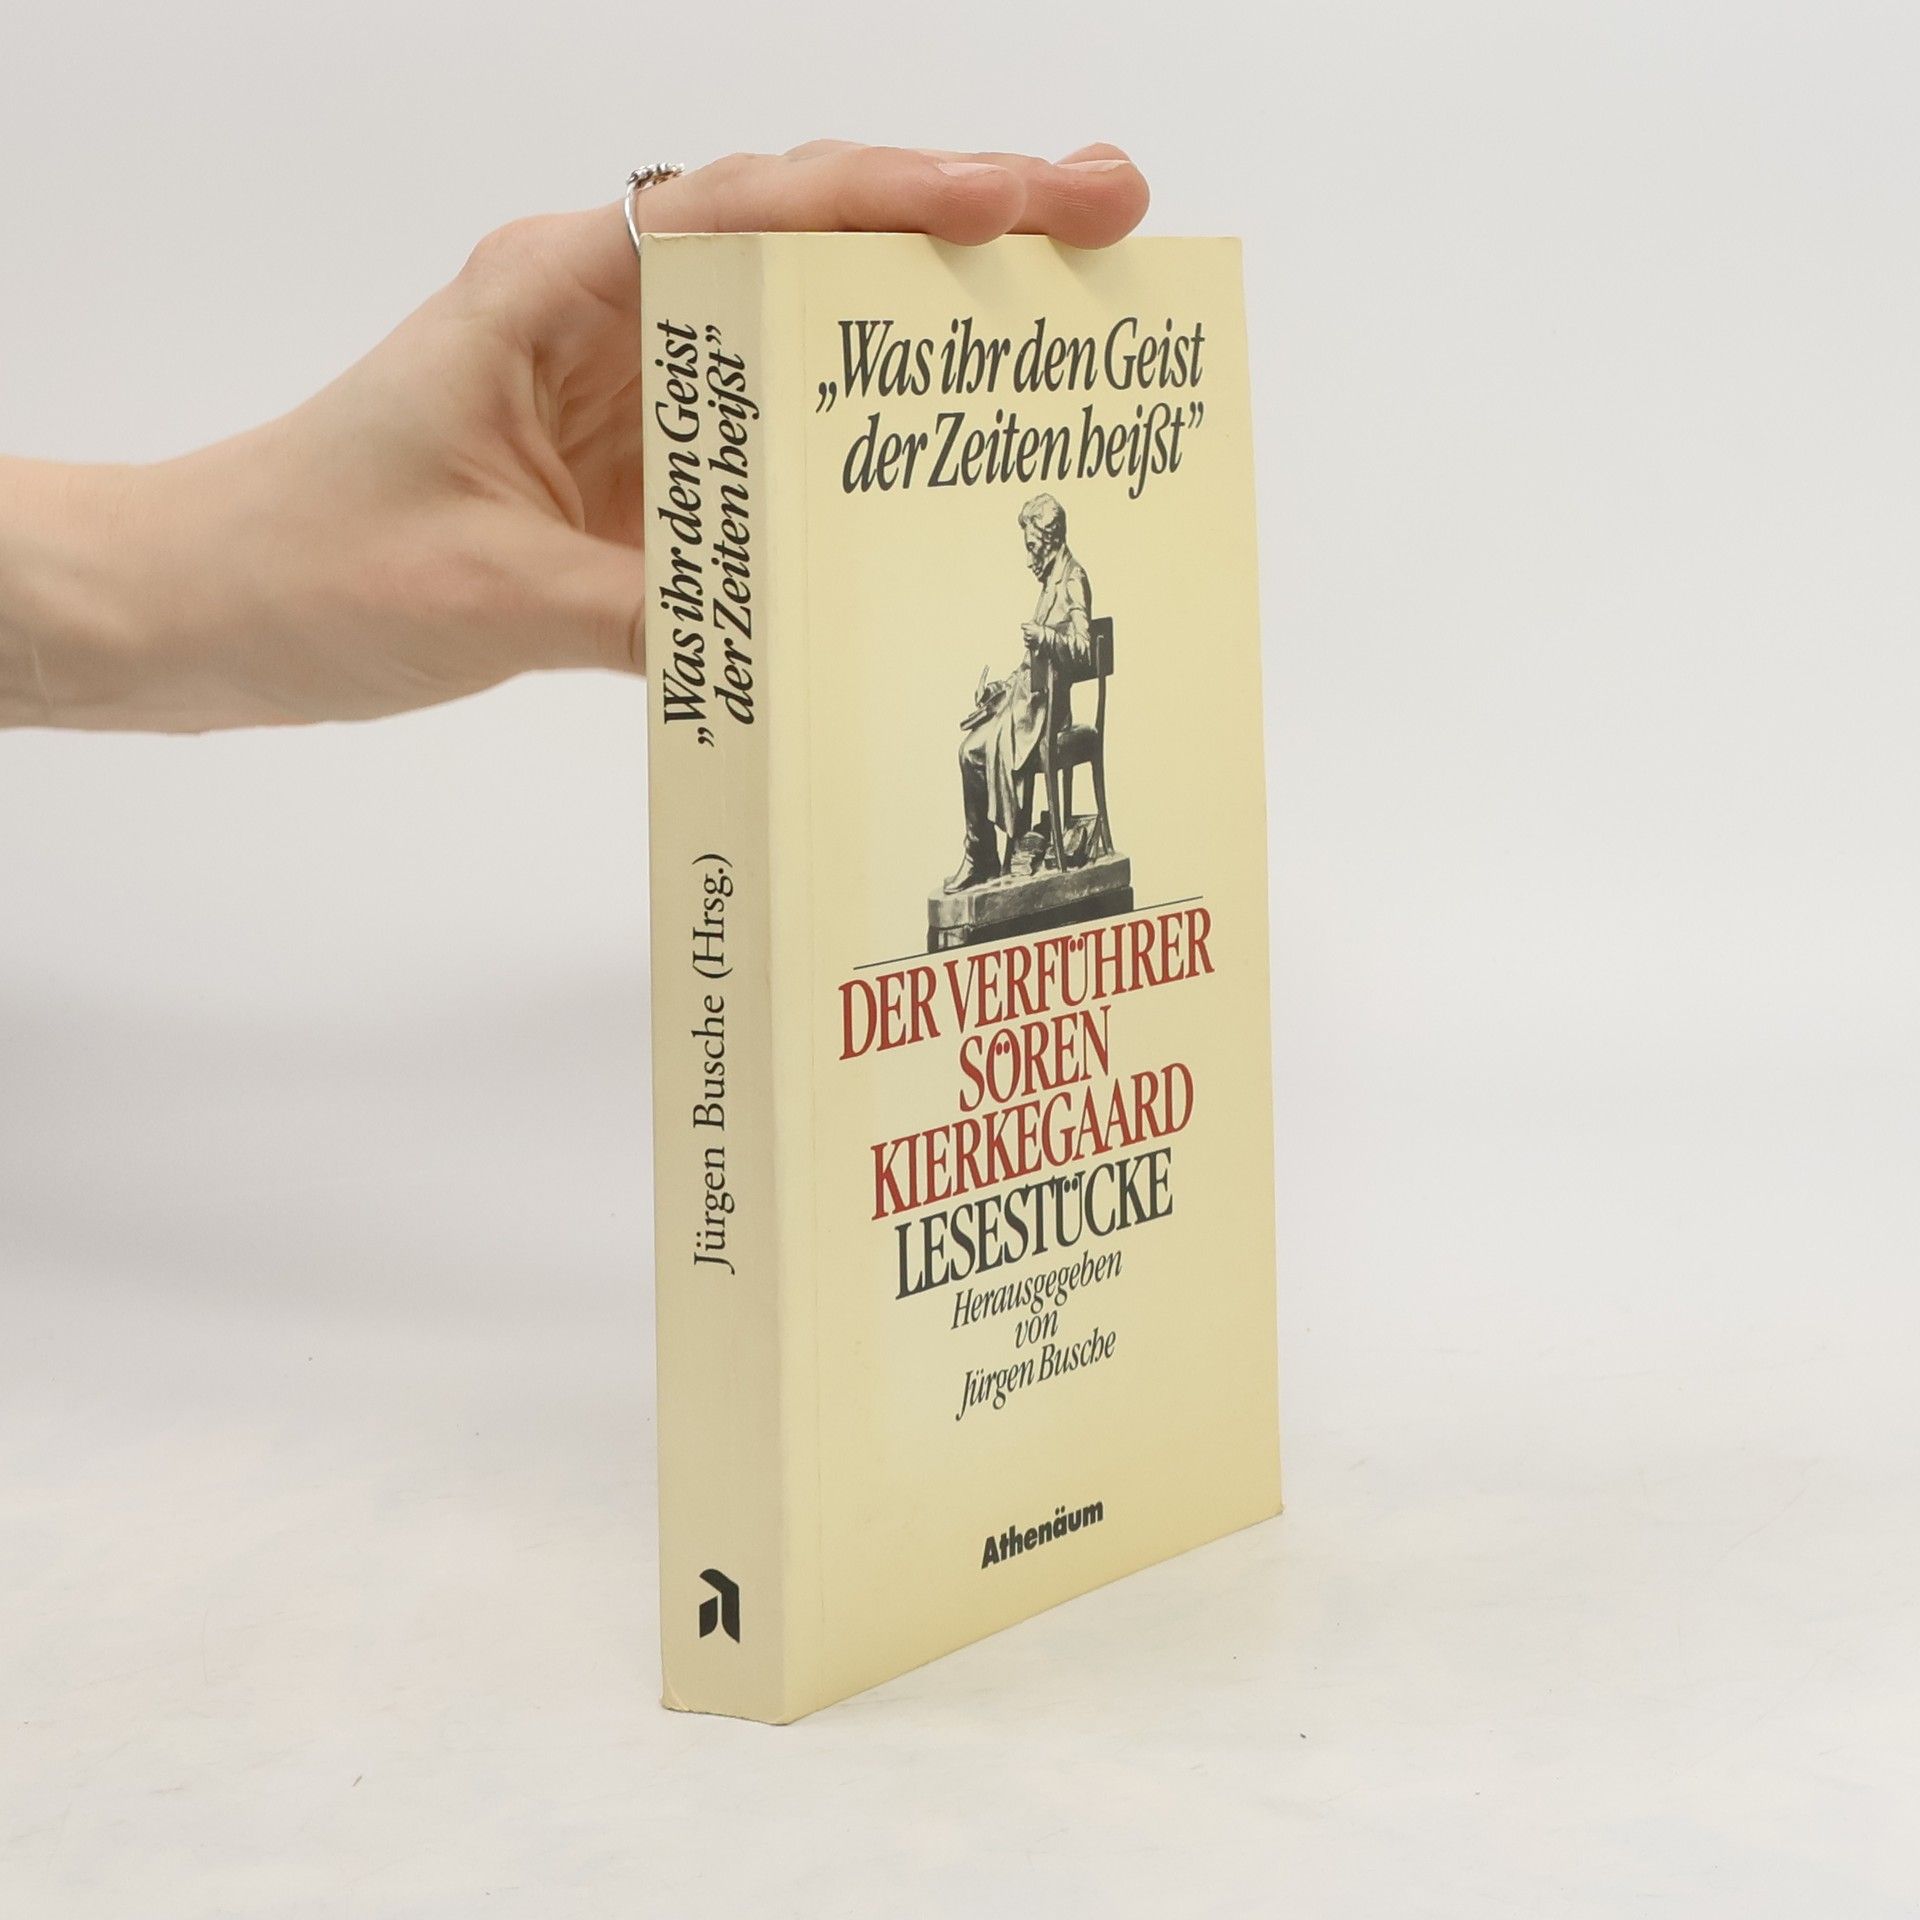 „Was ihr den Geist
der Zeiten heißt”
Jürgen Busche (Hrsg.)
„Was ihr den Geist
der Zeiten heißt”
DER VERFÜHRER
SÖREN
KIERKEGAARD
LESESTÜCKE
Herausgegeben
von
Jürgen Busche
Athenäum